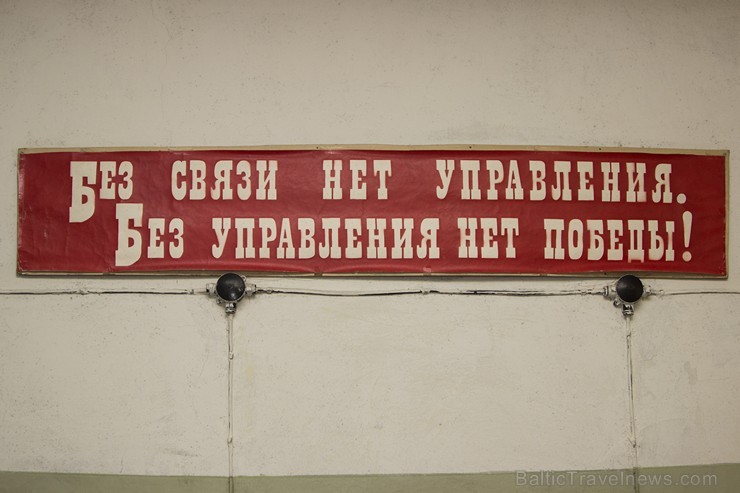 Без связи нет управления.
Без управления нет победы!
BalticTravelnews.com